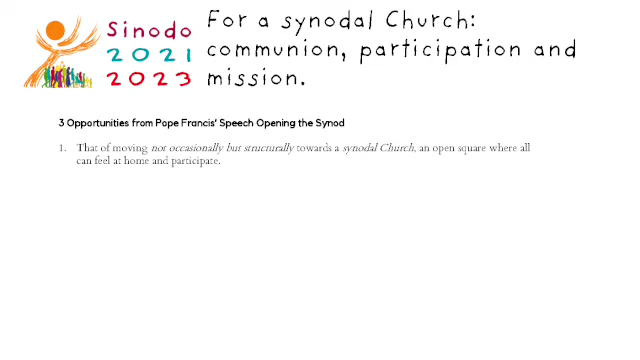 Sinodo
2021
2023
For a synodal Church:
communion, participation and
mission.
3 Opportunities from Pope Francis' Speech Opening the Synod
1. That of moving not occasionally but structurally towards a synodal Church, an open square where all
can feel at home and participate.